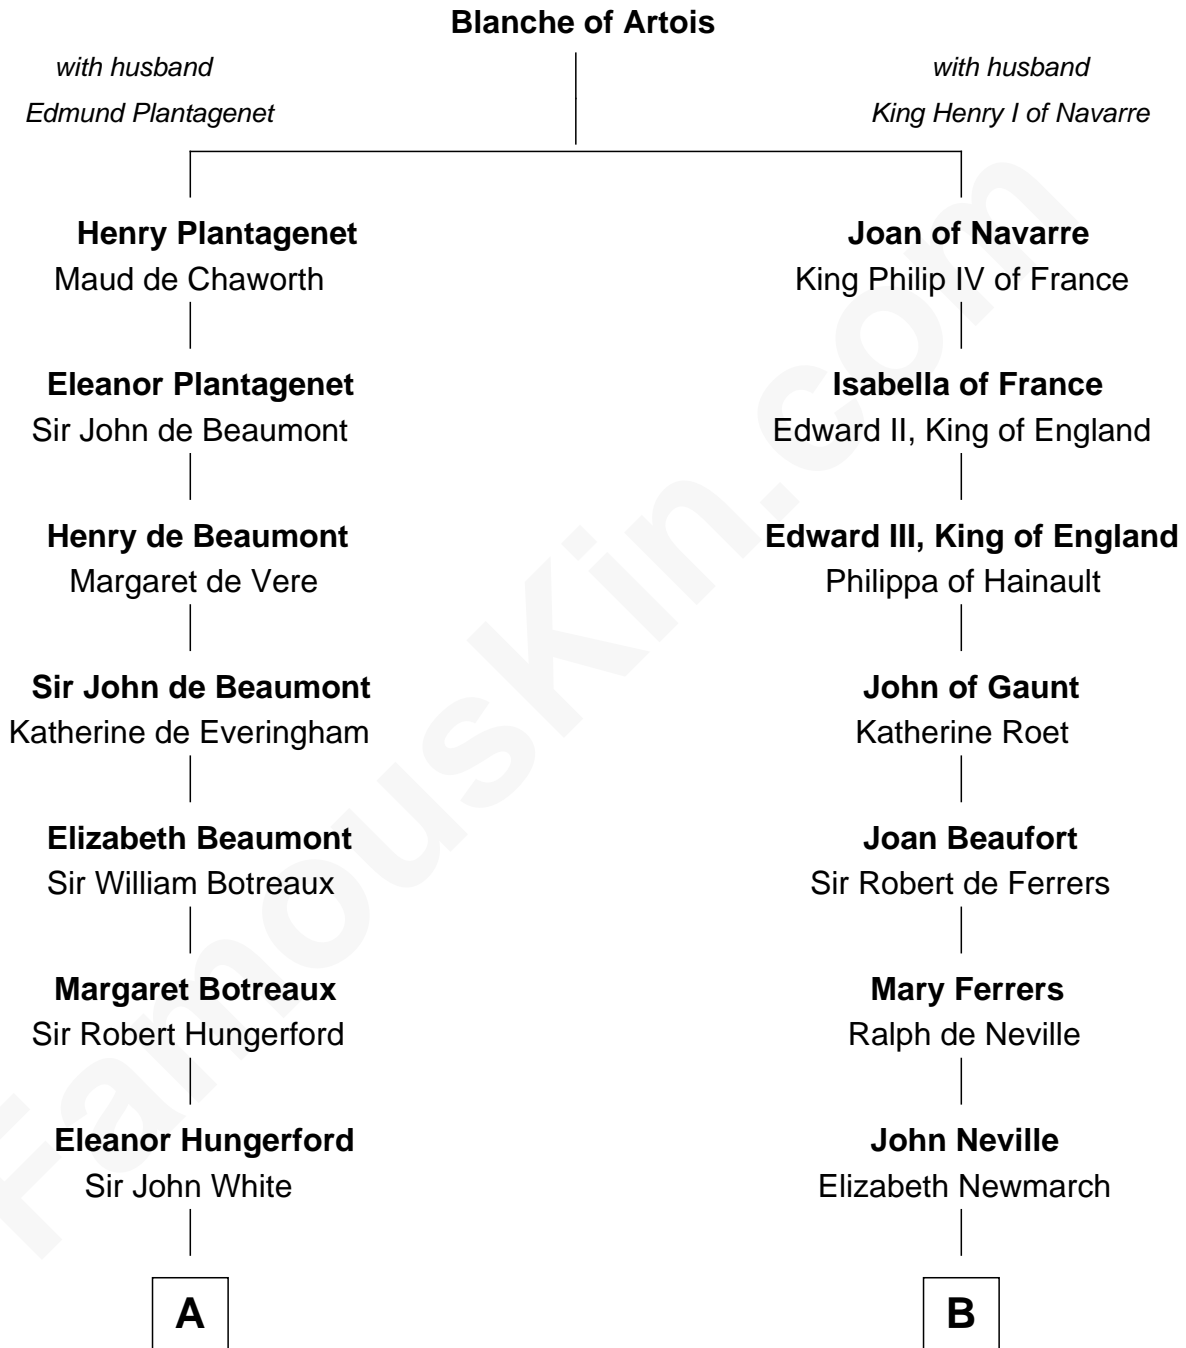 Blanche of Artois
with husband
Edmund Plantagenet
with husband
King Henry I of Navarre
Henry Plantagenet
Maud de Chaworth
Joan of Navarre
King Philip IV of France
Eleanor Plantagenet
Sir John de Beaumont
Isabella of France
Edward II, King of England
Henry de Beaumont
Margaret de Vere
Edward III, King of England
Philippa of Hainault
Sir John de Beaumont
Katherine de Everingham
John of Gaunt
Katherine Roet
Elizabeth Beaumont
Sir William Botreaux
Joan Beaufort
Sir Robert de Ferrers
Margaret Botreaux
Sir Robert Hungerford
Mary Ferrers
Ralph de Neville
Eleanor Hungerford
Sir John White
John Neville
Elizabeth Newmarch
A
B
FamousKin.com